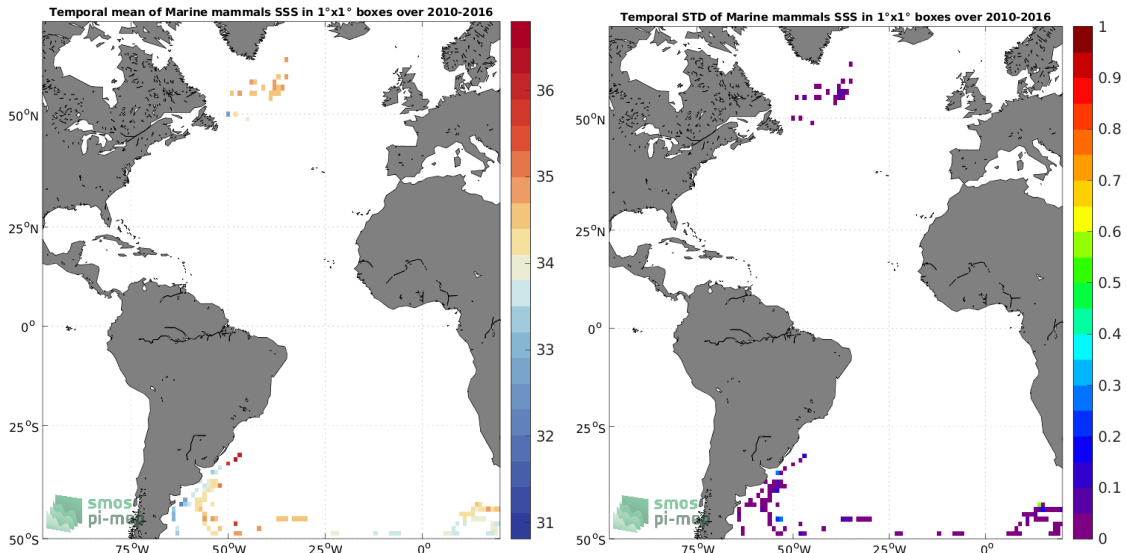 Temporal mean of Marine mammals SSS in 1°x1° boxes over 2010-2016
50°N
25°N
0°
25°S
50°S
75°W
50°W
25°W
0°
36
35
34
33
32
31
smos
pi-mep
Temporal STD of Marine mammals SSS in 1°x1° boxes over 2010-2016
50°N
25°N
0°
25°S
50°S
75°W
50°W
25°W
0°
1
0.9
0.8
0.7
0.6
0.5
0.4
0.3
0.2
0.1
0
smos
pi-mep